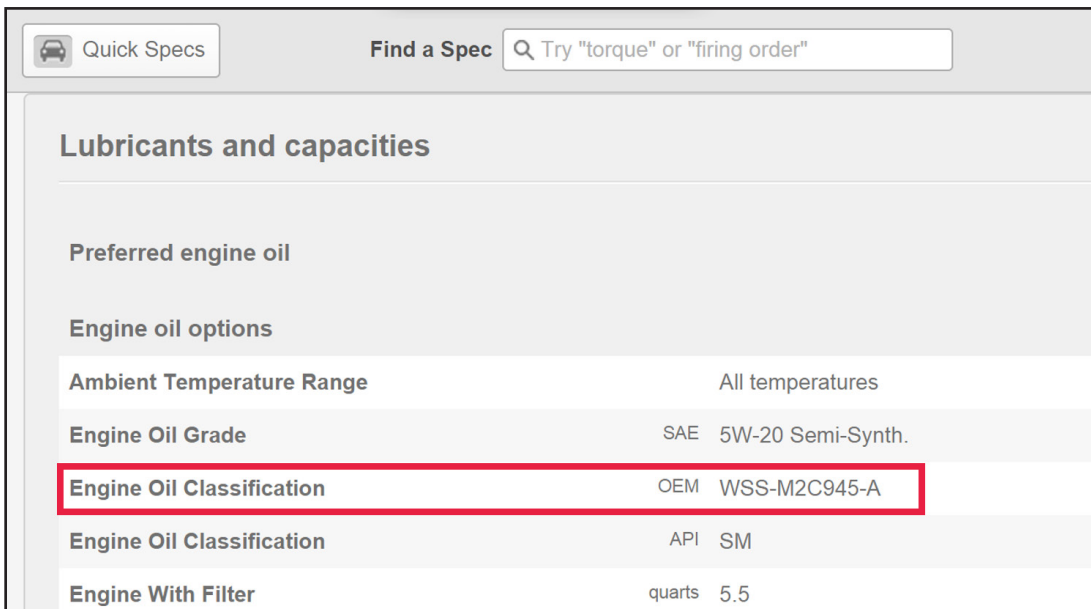 Quick Specs Find a Spec Try "torque" or "firing order"
Lubricants and capacities
Preferred engine oil
Engine oil options
Ambient Temperature Range All temperatures
Engine Oil Grade SAE 5W-20 Semi-Synth.
Engine Oil Classification OEM WSS-M2C945-A
Engine Oil Classification API SM
Engine With Filter quarts 5.5